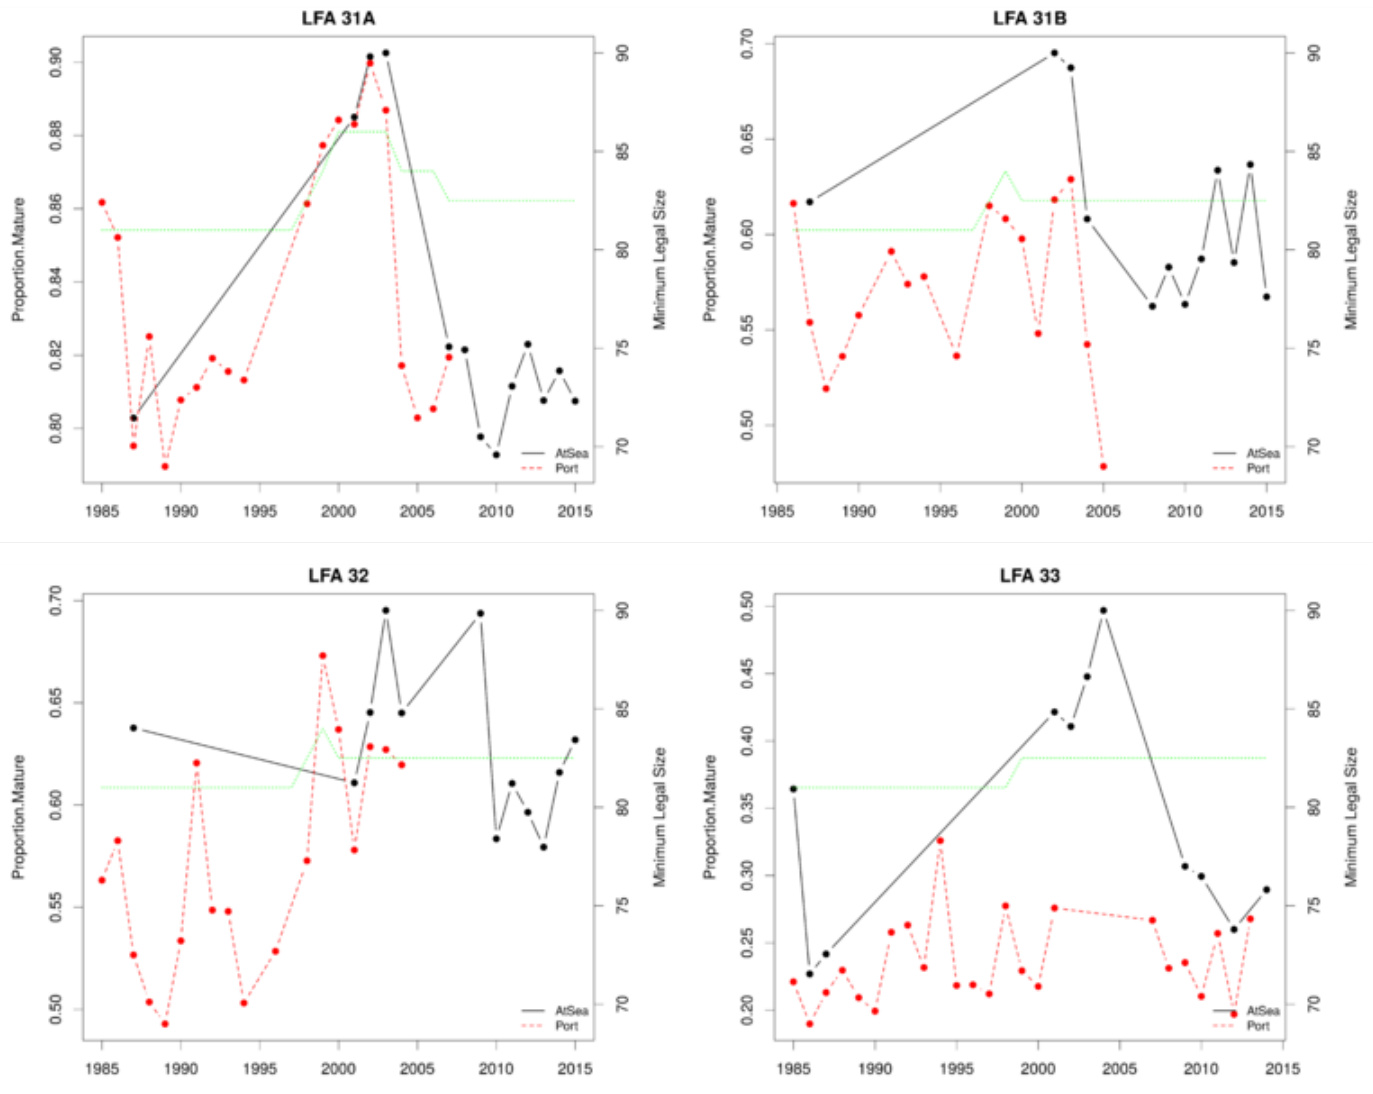 LFA 31A
Proportion.Mature
0.80 0.82 0.84 0.86 0.88 0.90
Minimum Legal Size
70 75 80 85 90
AtSea
Port
1985 1990 1995 2000 2005 2010 2015
LFA 31B
Proportion.Mature
0.50 0.55 0.60 0.65 0.70
Minimum Legal Size
70 75 80 85 90
AtSea
Port
1985 1990 1995 2000 2005 2010 2015
LFA 32
Proportion.Mature
0.50 0.55 0.60 0.65 0.70
Minimum Legal Size
70 75 80 85 90
AtSea
Port
1985 1990 1995 2000 2005 2010 2015
LFA 33
Proportion.Mature
0.20 0.25 0.30 0.35 0.40 0.45 0.50
Minimum Legal Size
70 75 80 85 90
AtSea
Port
1985 1990 1995 2000 2005 2010 2015